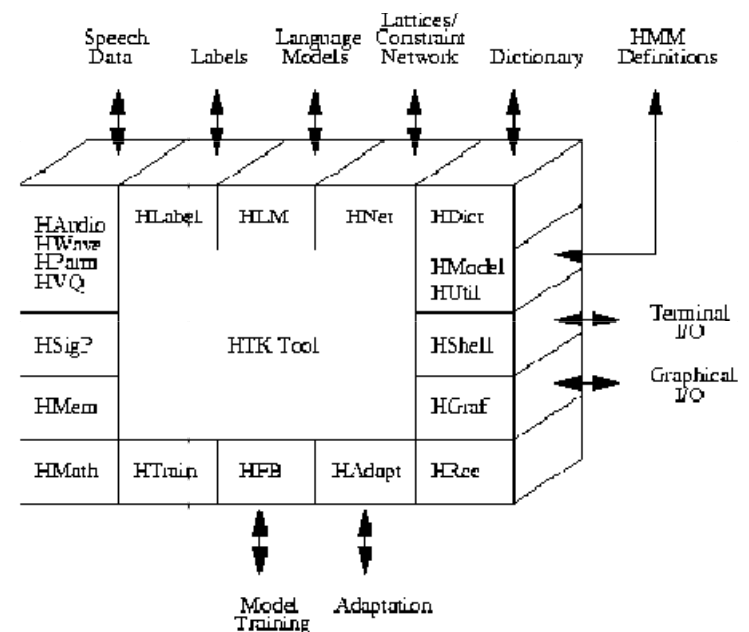 Speech
Data
Labels
Language
Models
Lattices/
Constraint
Network
Dictionary
HMM
Definitions
HAudio
HWave
HParm
HVQ
HLabel
HLM
HNet
HDict
HModel
HUtil
HSigP
HTK Tool
HShell
Terminal
I/O
HMem
HGraf
Graphical
I/O
HMath
HTrain
HFB
HAdapt
HRec
Model
Training
Adaptation